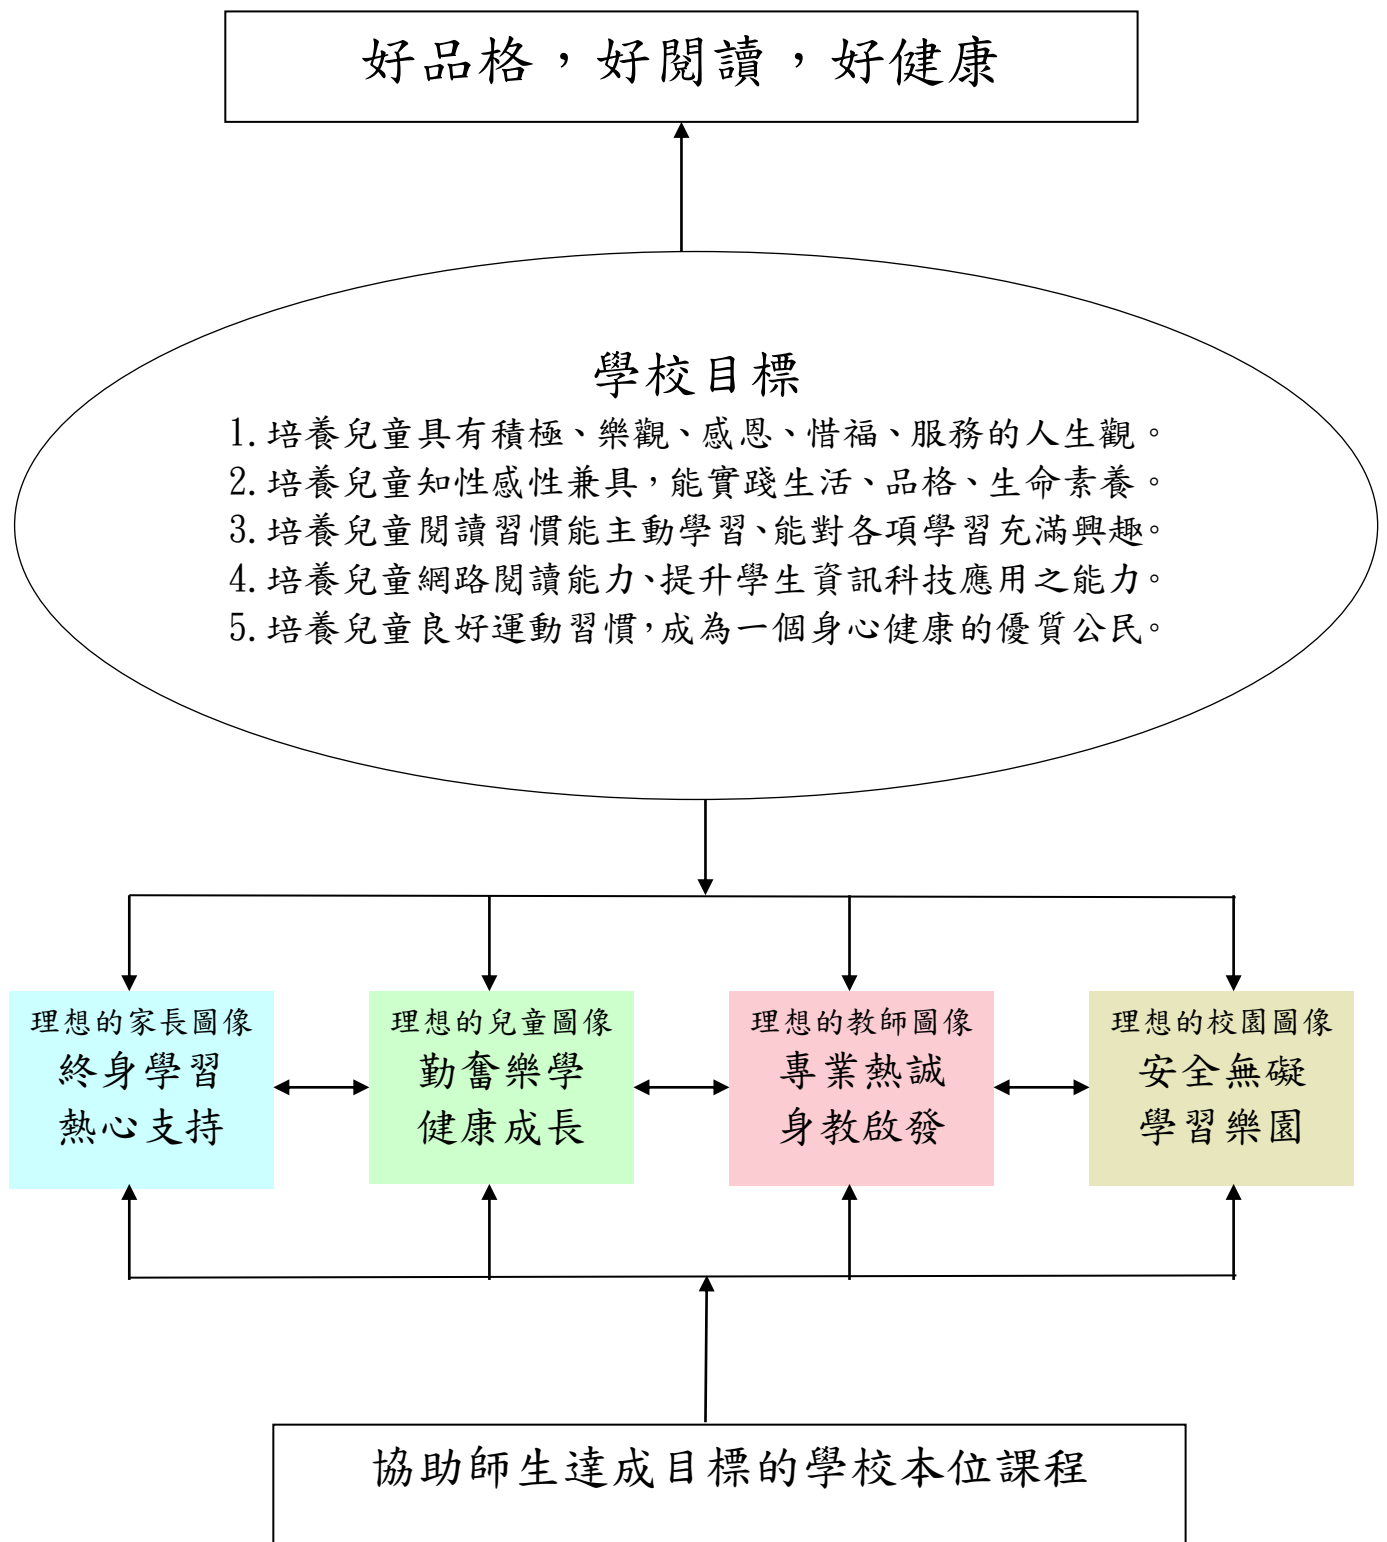 好品格，好閱讀，好健康
學校目標
1.培養兒童具有積極、樂觀、感恩、惜福、服務的人生觀。
2.培養兒童知性感性兼具，能實踐生活、品格、生命素養。
3.培養兒童閱讀習慣能主動學習、能對各項學習充滿興趣。
4.培養兒童網路閱讀能力、提升學生資訊科技應用之能力。
5.培養兒童良好運動習慣，成為一個身心健康的優質公民。
理想的家長圖像
終身學習
熱心支持
理想的兒童圖像
勤奮樂學
健康成長
理想的教師圖像
專業熱誠
身教啟發
理想的校園圖像
安全無礙
學習樂園
協助師生達成目標的學校本位課程